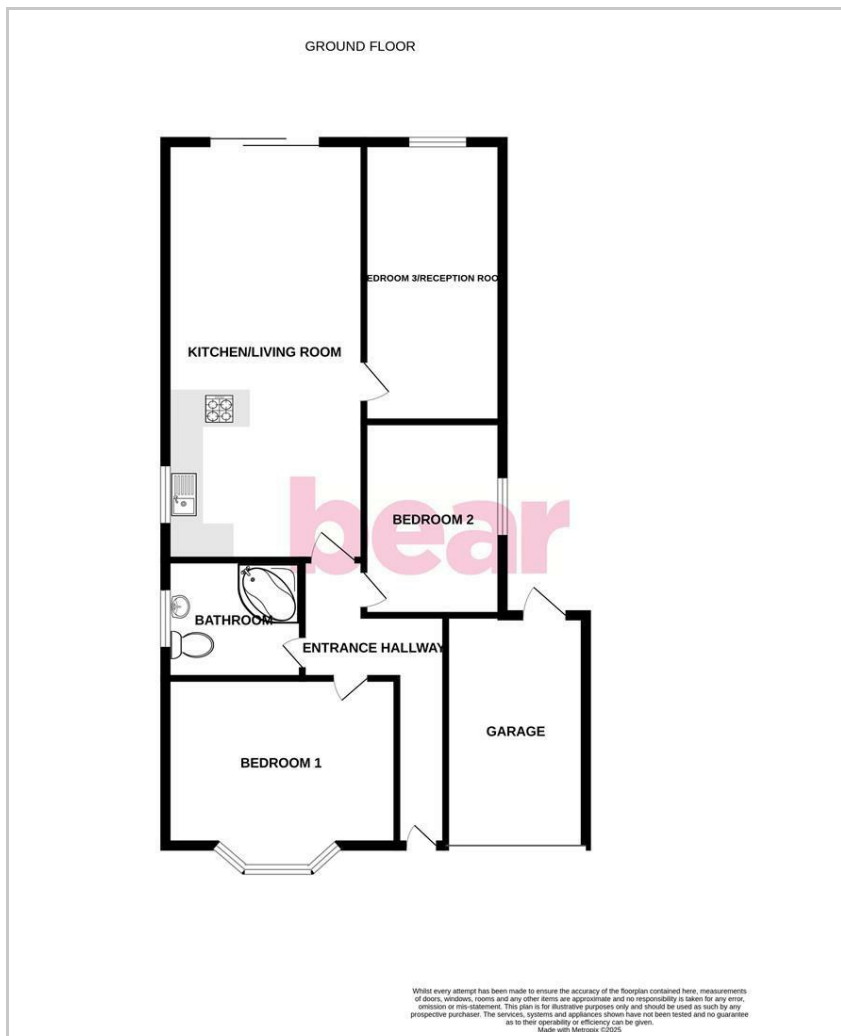 GROUND FLOOR
EDROOM 3/RECEPTION ROO
KITCHEN/LIVING ROOM
bear
BEDROOM 2
BATHROOM
ENTRANCE HALLWAY
GARAGE
BEDROOM 1
Whilst every attempt has been made to ensure the accuracy of the floorplan contained here, measurements
of doors, windows, rooms and any other items are approximate and no responsibility is taken for any error,
omission or mis-statement. This plan is for illustrative purposes only and should be used as such by any
prospective purchaser. The services, systems and appliances shown have not been tested and no guarantee
as to their operability or efficiency can be given.
Made with Metropix ©2025